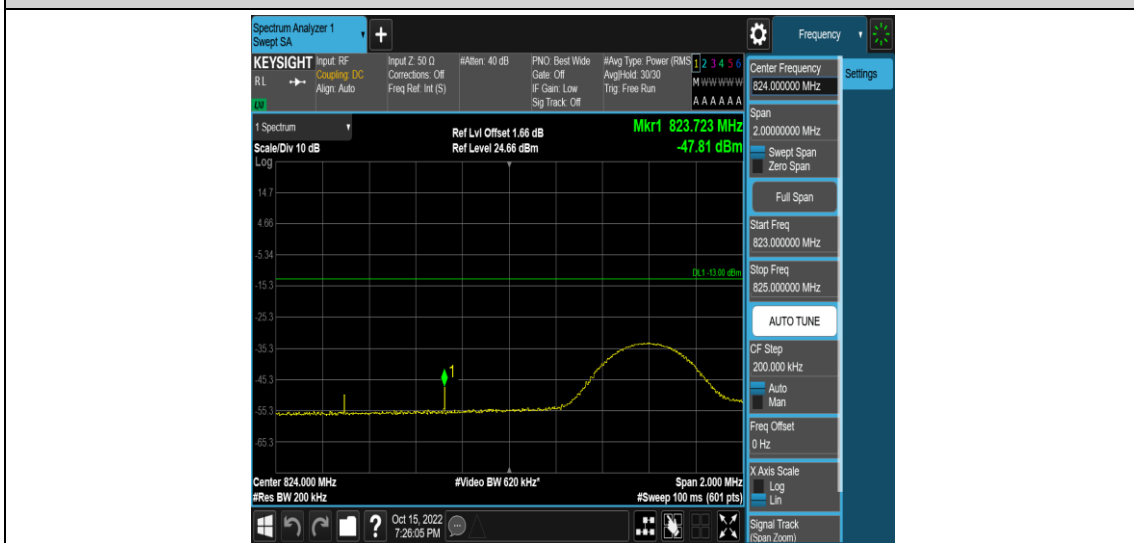 Spectrum Analyzer 1
Swept SA
+
Frequency
KEYSIGHT
RL
LXI
Input: RF
Coupling: DC
Align: Auto
Input Z: 50 Ω
Corrections: Off
Freq Ref: Int (S)
#Atten: 40 dB
PNO: Best Wide
Gate: Off
IF Gain: Low
Sig Track: Off
#Avg Type: Power (RMS
Avg|Hold: 30/30
Trig: Free Run
1 2 3 4 5 6
M W W W W W
A A A A A A
Center Frequency
824.000000 MHz
Settings
1 Spectrum
Scale/Div 10 dB
Log
Ref Lvl Offset 1.66 dB
Ref Level 24.66 dBm
Mkr1 823.723 MHz
-47.81 dBm
Span
2.00000000 MHz
Swept Span
Zero Span
Full Span
Start Freq
823.000000 MHz
Stop Freq
825.000000 MHz
AUTO TUNE
CF Step
200.000 kHz
Auto
Man
Freq Offset
0 Hz
X Axis Scale
Log
Lin
Signal Track
(Span Zoom)
14.7
4.66
-5.34
DL1 -13.00 dBm
-15.3
-25.3
-35.3
-45.3
1
-55.3
-65.3
Center 824.000 MHz
#Res BW 200 kHz
#Video BW 620 kHz*
Span 2.000 MHz
#Sweep 100 ms (601 pts)
?
Oct 15, 2022
7:26:05 PM